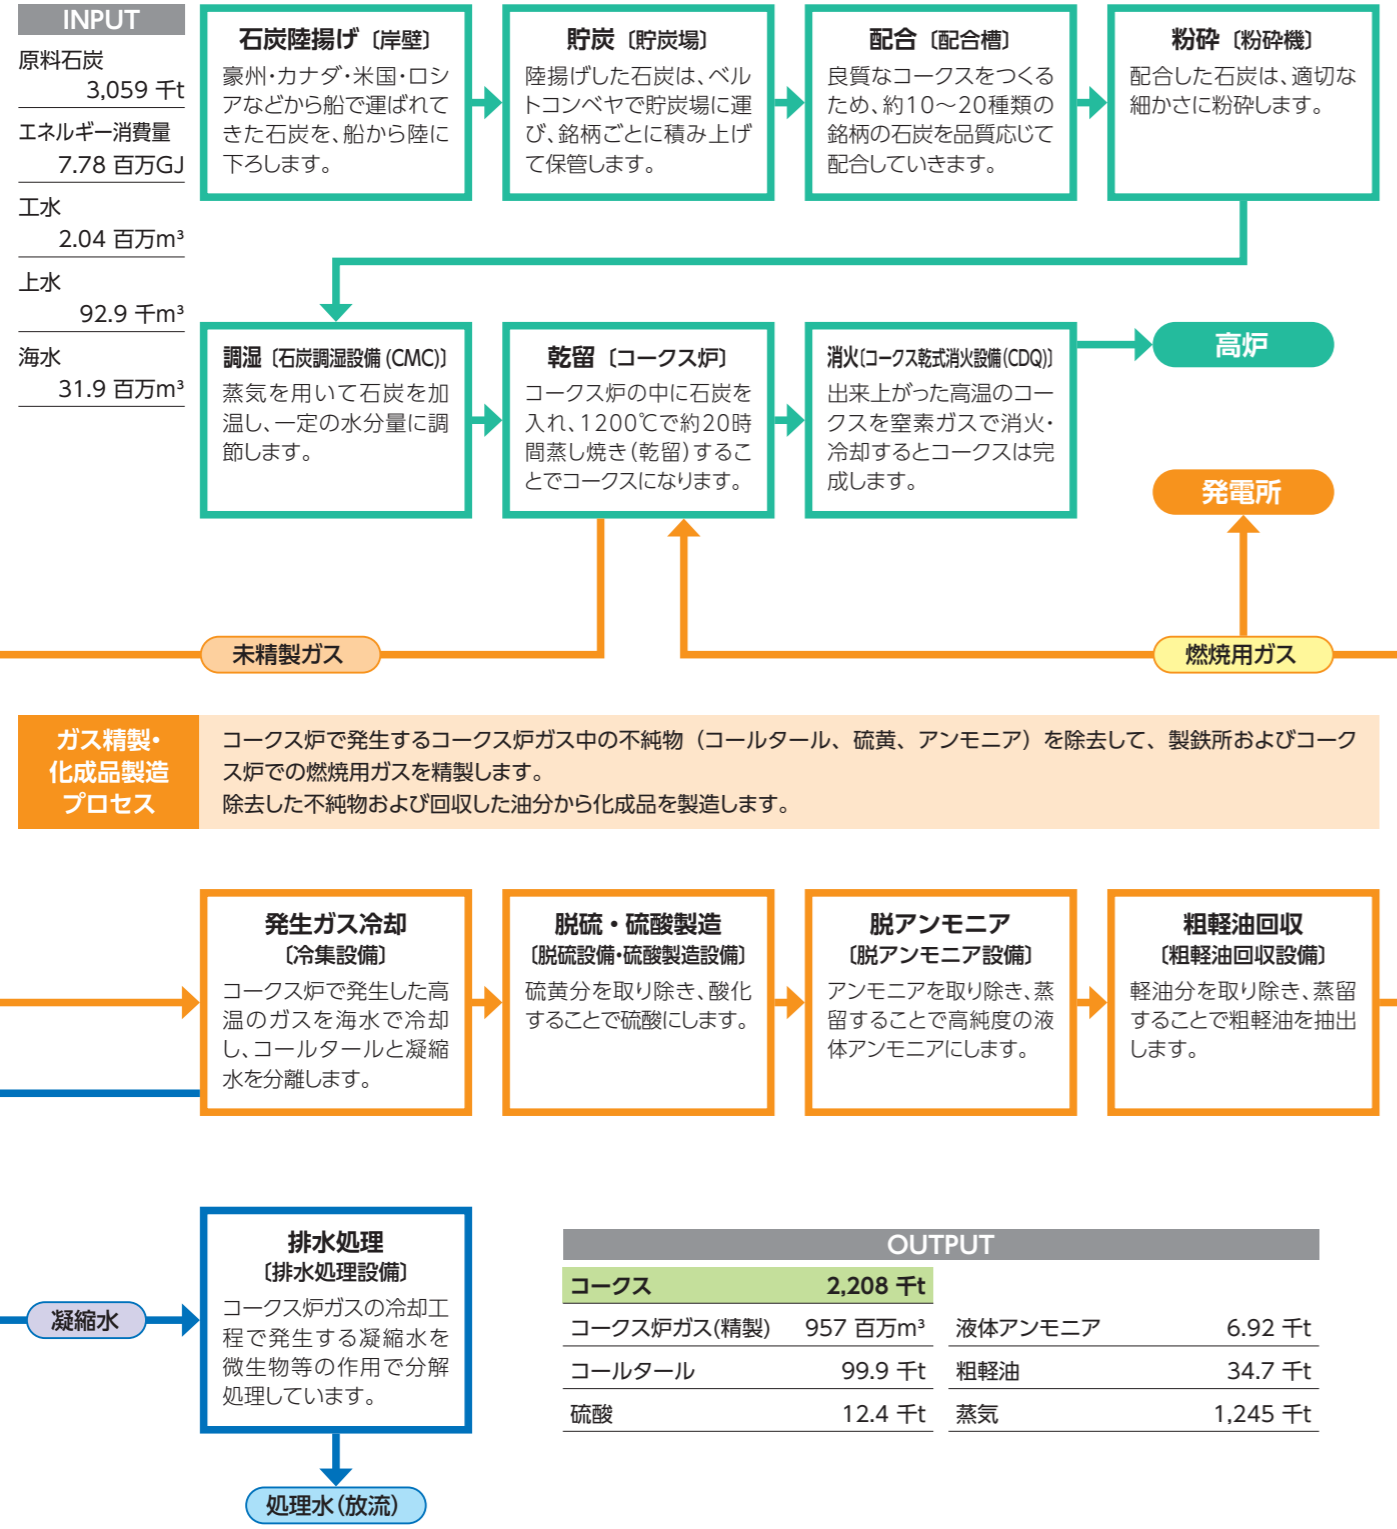 INPUT
原料石炭
3,059 千t
エネルギー消費量
7.78 百万GJ
工水
2.04 百万m³
上水
92.9 千m³
海水
31.9 百万m³
石炭陸揚げ〔岸壁〕
豪州・カナダ・米国・ロシ
アなどから船で運ばれて
きた石炭を、船から陸に
下ろします。
貯炭〔貯炭場〕
陸揚げした石炭は、ベル
トコンベヤで貯炭場に運
び、銘柄ごとに積み上げ
て保管します。
配合〔配合槽〕
良質なコークスをつくる
ため、約10〜20種類の
銘柄の石炭を品質応じて
配合していきます。
粉砕〔粉砕機〕
配合した石炭は、適切な
細かさに粉砕します。
調湿〔石炭調湿設備(CMC)〕
蒸気を用いて石炭を加
温し、一定の水分量に調
節します。
乾留〔コークス炉〕
コークス炉の中に石炭を
入れ、1200℃で約20時
間蒸し焼き(乾留)するこ
とでコークスになります。
消火〔コークス乾式消火設備(CDQ)〕
出来上がった高温のコー
クスを窒素ガスで消火・
冷却するとコークスは完
成します。
高炉
発電所
未精製ガス
燃焼用ガス
ガス精製・
化成品製造
プロセス
コークス炉で発生するコークス炉ガス中の不純物（コールタール、硫黄、アンモニア）を除去して、製鉄所およびコーク
ス炉での燃焼用ガスを精製します。
除去した不純物および回収した油分から化成品を製造します。
発生ガス冷却
〔冷集設備〕
コークス炉で発生した高
温のガスを海水で冷却
し、コールタールと凝縮
水を分離します。
脱硫・硫酸製造
〔脱硫設備・硫酸製造設備〕
硫黄分を取り除き、酸化
することで硫酸にします。
脱アンモニア
〔脱アンモニア設備〕
アンモニアを取り除き、蒸
留することで高純度の液
体アンモニアにします。
粗軽油回収
〔粗軽油回収設備〕
軽油分を取り除き、蒸留
することで粗軽油を抽出
します。
凝縮水
排水処理
〔排水処理設備〕
コークス炉ガスの冷却工
程で発生する凝縮水を
微生物等の作用で分解
処理しています。
処理水(放流)
OUTPUT
コークス 2,208 千t
コークス炉ガス(精製) 957 百万m³ 液体アンモニア 6.92 千t
コールタール 99.9 千t 粗軽油 34.7 千t
硫酸 12.4 千t 蒸気 1,245 千t